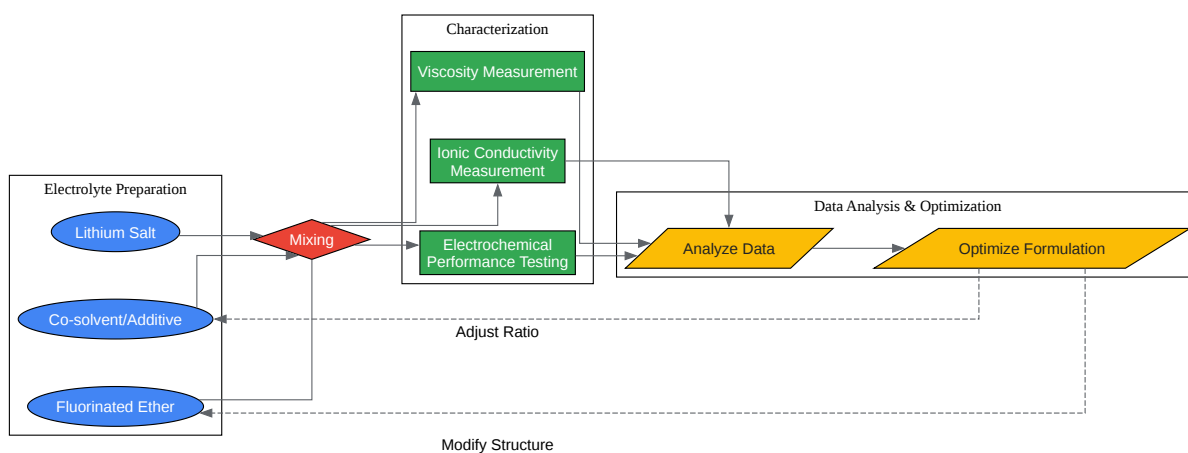 Characterization
Viscosity Measurement
Ionic Conductivity
Measurement
Electrolyte Preparation
Lithium Salt
Mixing
Electrochemical
Performance Testing
Data Analysis & Optimization
Analyze Data
Optimize Formulation
Co-solvent/Additive
Adjust Ratio
Fluorinated Ether
Modify Structure